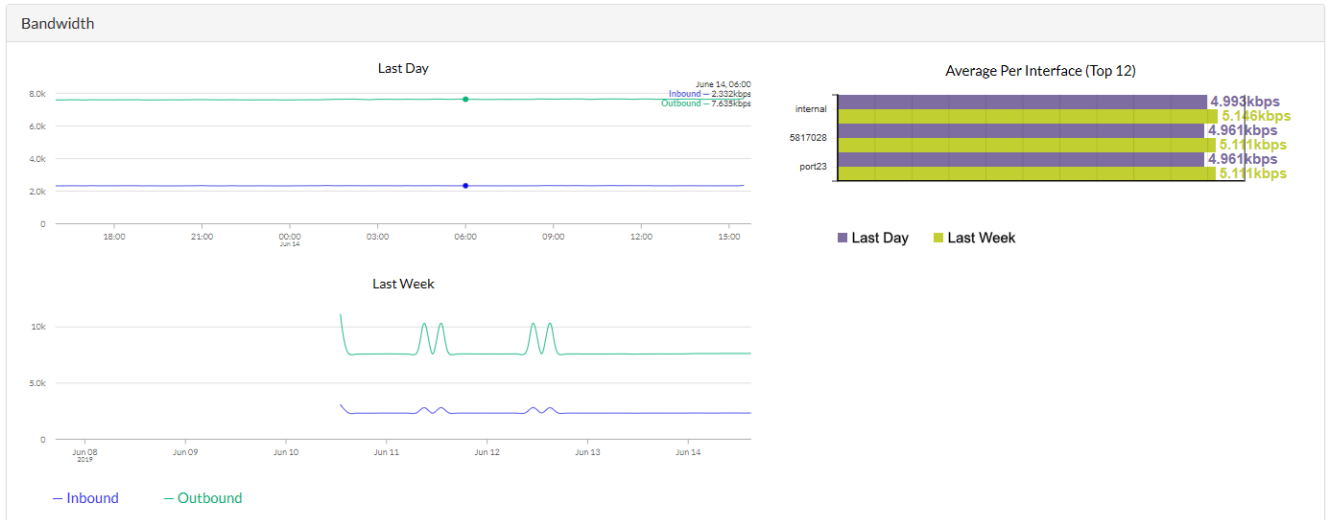 Bandwidth
Last Day
June 14, 06:00
Inbound — 2.332kbps
Outbound — 7.635kbps
8.0k
6.0k
4.0k
2.0k
0
18:00 21:00 00:00 03:00 06:00 09:00 12:00 15:00
Jun 14
Average Per Interface (Top 12)
internal 4.993kbps
5.146kbps
5817028 4.961kbps
5.111kbps
port23 4.961kbps
5.111kbps
Last Day Last Week
Last Week
10k
5.0k
0
Jun 08 Jun 09 Jun 10 Jun 11 Jun 12 Jun 13 Jun 14
2019
— Inbound — Outbound